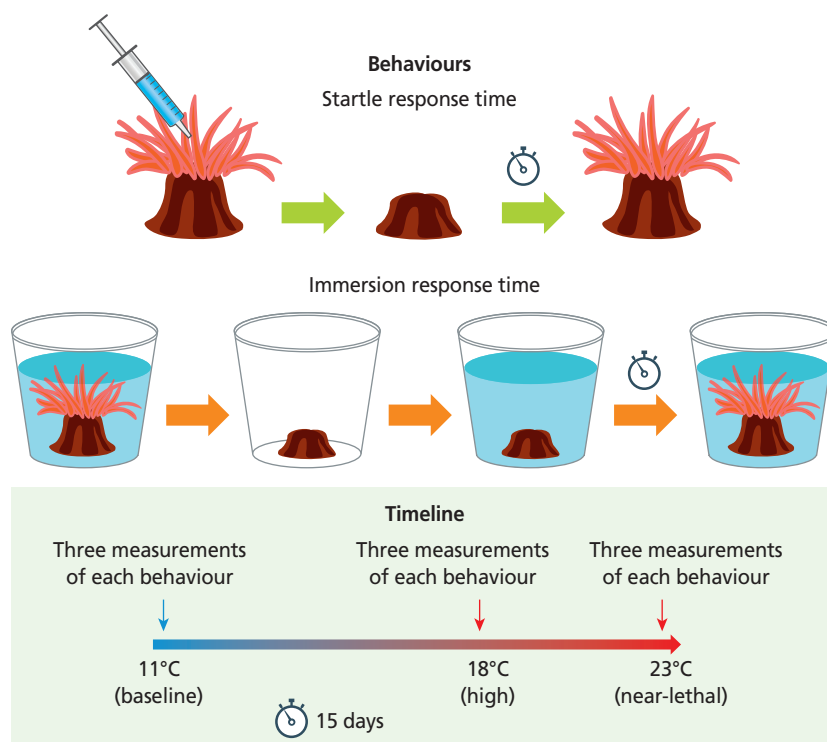 Behaviours
Startle response time
Immersion response time
Timeline
Three measurements
of each behaviour
Three measurements
of each behaviour
Three measurements
of each behaviour
11°C
(baseline)
18°C
(high)
23°C
(near-lethal)
15 days